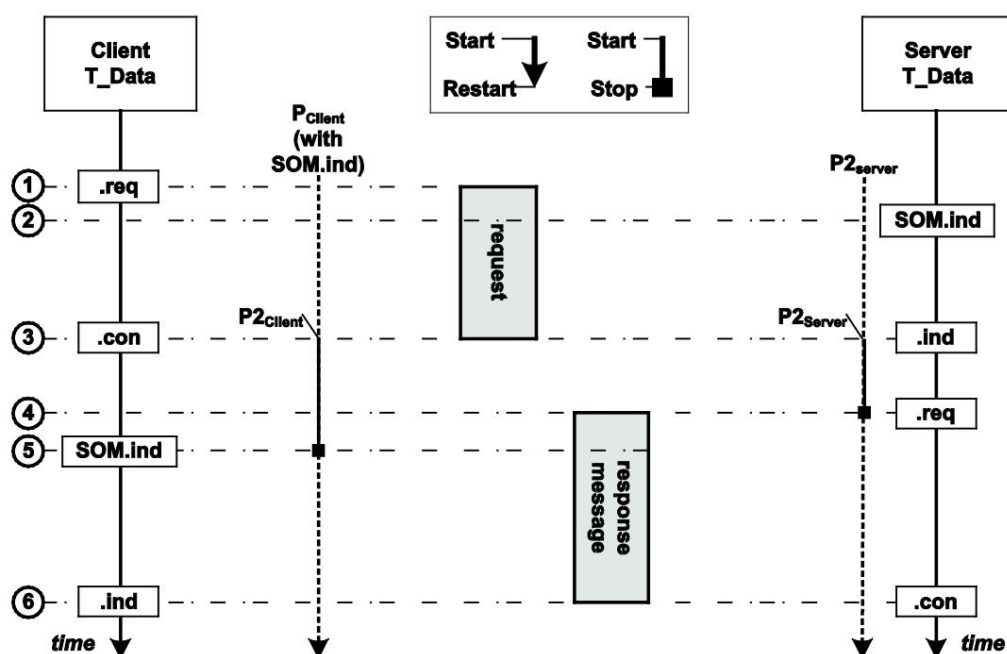 Client
T_Data
Start
Restart
Start
Stop
Server
T_Data
PClient
(with
SOM.ind)
P2server
1
.req
2
SOM.ind
request
P2Client
P2Server
3
.con
.ind
4
.req
5
SOM.ind
response
message
6
.ind
.con
time
time